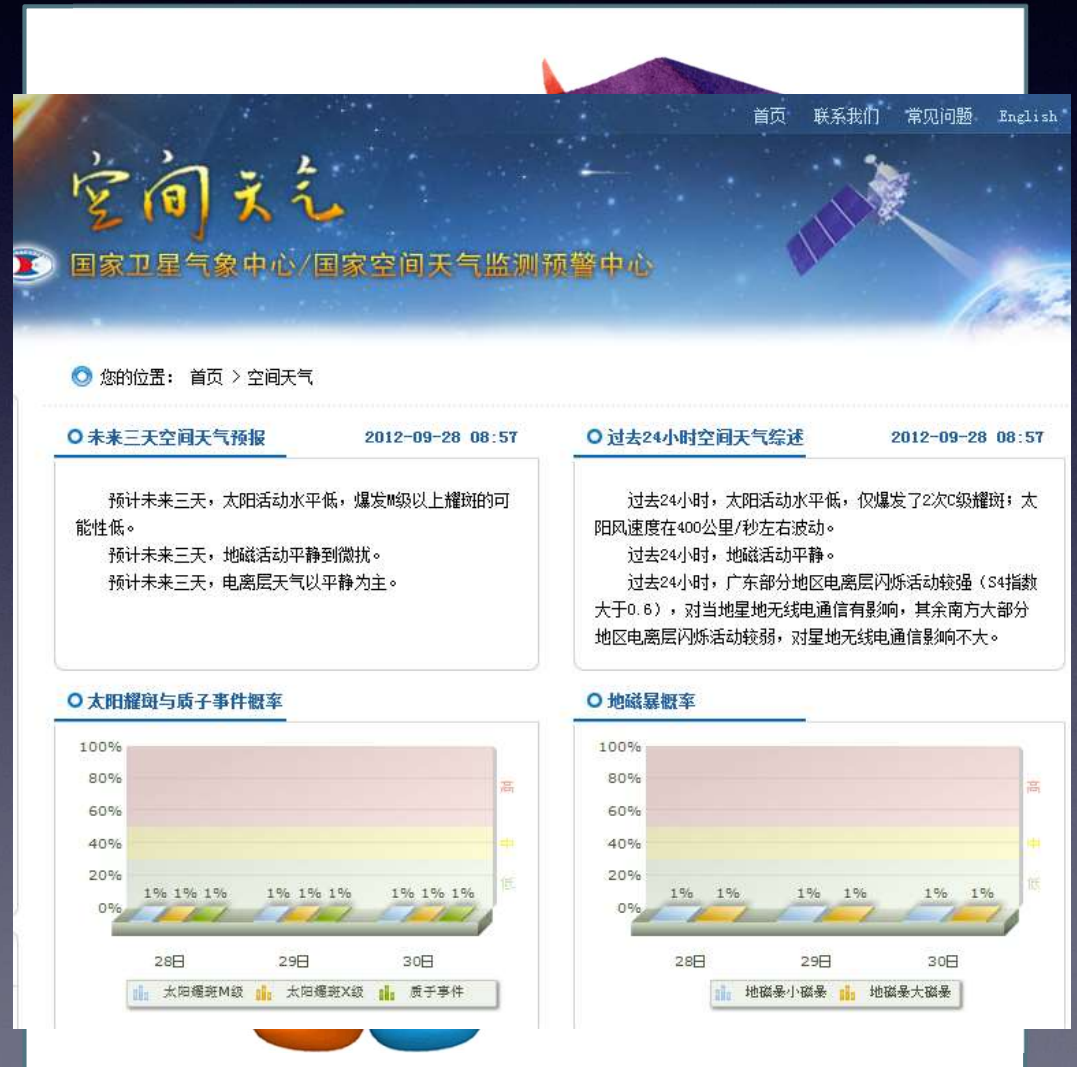 首页 联系我们 常见问题 English
空间天气
国家卫星气象中心/国家空间天气监测预警中心
您的位置： 首页 > 空间天气
未来三天空间天气预报 2012-09-28 08:57
预计未来三天，太阳活动水平低，爆发M级以上耀斑的可
能性低。
预计未来三天，地磁活动平静到微扰。
预计未来三天，电离层天气以平静为主。
过去24小时空间天气综述 2012-09-28 08:57
过去24小时，太阳活动水平低，仅爆发了2次C级耀斑；太
阳风速度在400公里/秒左右波动。
过去24小时，地磁活动平静。
过去24小时，广东部分地区电离层闪烁活动较强（S4指数
大于0.6），对当地星地无线电通信有影响，其余南方大部分
地区电离层闪烁活动较弱，对星地无线电通信影响不大。
太阳耀斑与质子事件概率
100%
80%
60%
40%
20%
0%
高
中
低
1% 1% 1% 1% 1% 1% 1% 1% 1%
28日 29日 30日
太阳耀斑M级 太阳耀斑X级 质子事件
地磁暴概率
100%
80%
60%
40%
20%
0%
高
中
低
1% 1% 1% 1% 1% 1%
28日 29日 30日
地磁暴小磁暴 地磁暴大磁暴